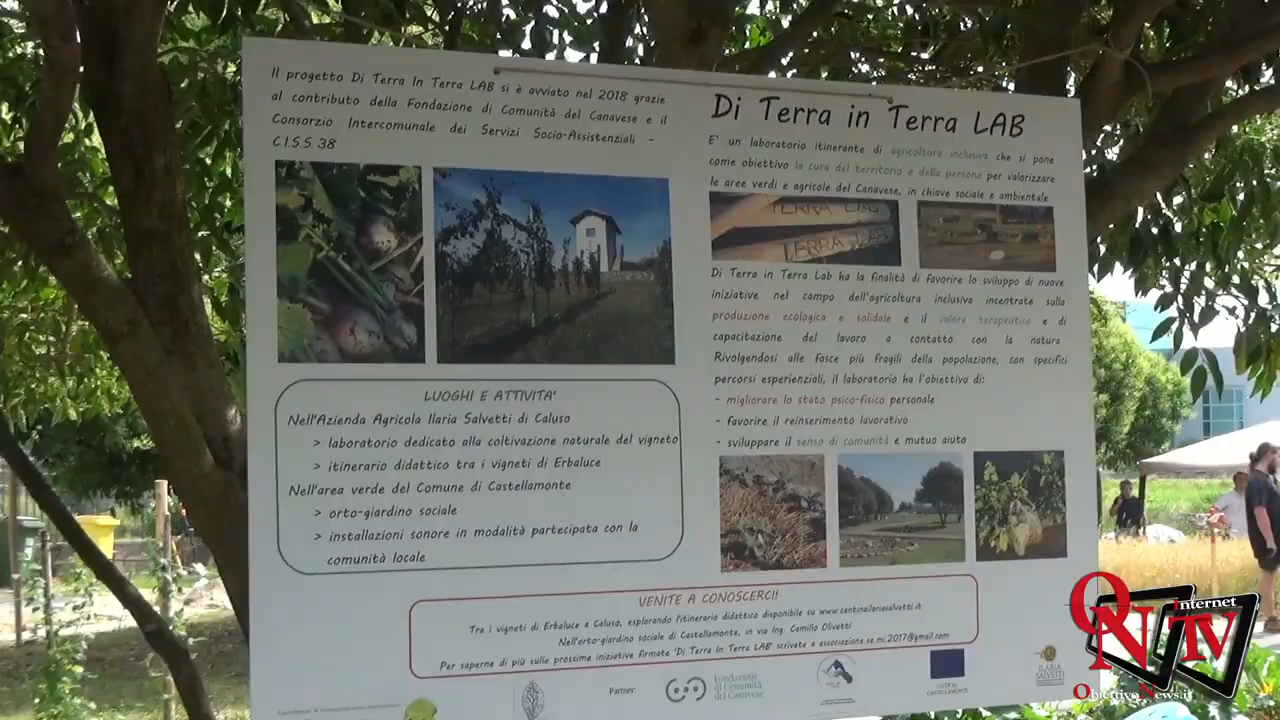 Il progetto Di Terra In Terra LAB si è avviato nel 2018 grazie
al contributo della Fondazione di Comunità del Canavese e il
Consorzio Intercomunale dei Servizi Socio-Assistenziali -
C.I.S.S. 38
LUOGHI E ATTIVITA'
Nell'Azienda Agricola Ilaria Salvetti di Caluso
> laboratorio dedicato alla coltivazione naturale del vigneto
> itinerario didattico tra i vigneti di Erbaluce
Nell'area verde del Comune di Castellamonte
> orto-giardino sociale
> installazioni sonore in modalità partecipata con la
comunità locale
Di Terra in Terra LAB
E' un laboratorio itinerante di agricoltura inclusiva che si pone
come obiettivo la cura del territorio e della persona per valorizzare
le aree verdi e agricole del Canavese, in chiave sociale e ambientale
TERRA LAB
TERRA LAB
Di Terra in Terra Lab ha la finalità di favorire lo sviluppo di nuove
iniziative nel campo dell'agricoltura inclusiva incentrate sulla
produzione ecologica e solidale e il valore terapeutico e di
capacitazione del lavoro a contatto con la natura.
Rivolgendosi alle fasce più fragili della popolazione, con specifici
percorsi esperienziali, il laboratorio ha l'obiettivo di:
- migliorare lo stato psico-fisico personale
- favorire il reinserimento lavorativo
- sviluppare il senso di comunità e mutuo aiuto
VENITE A CONOSCERCI!
Tra i vigneti di Erbaluce a Caluso, esplorando l'itinerario didattico disponibile su www.cantinailariasalvetti.it
Nell'orto-giardino sociale di Castellamonte, in via Ing. Camillo Olivetti
Per saperne di più sulle prossime iniziative firmate 'Di Terra In Terra LAB' scrivete a associazione.se.mi.2017@gmail.com
Partner:
Fondazione
di Comunità
del Canavese
CASTELLAMONTE
ILARIA
SALVETTI
ON Internet TV
ObiettivoNews.it